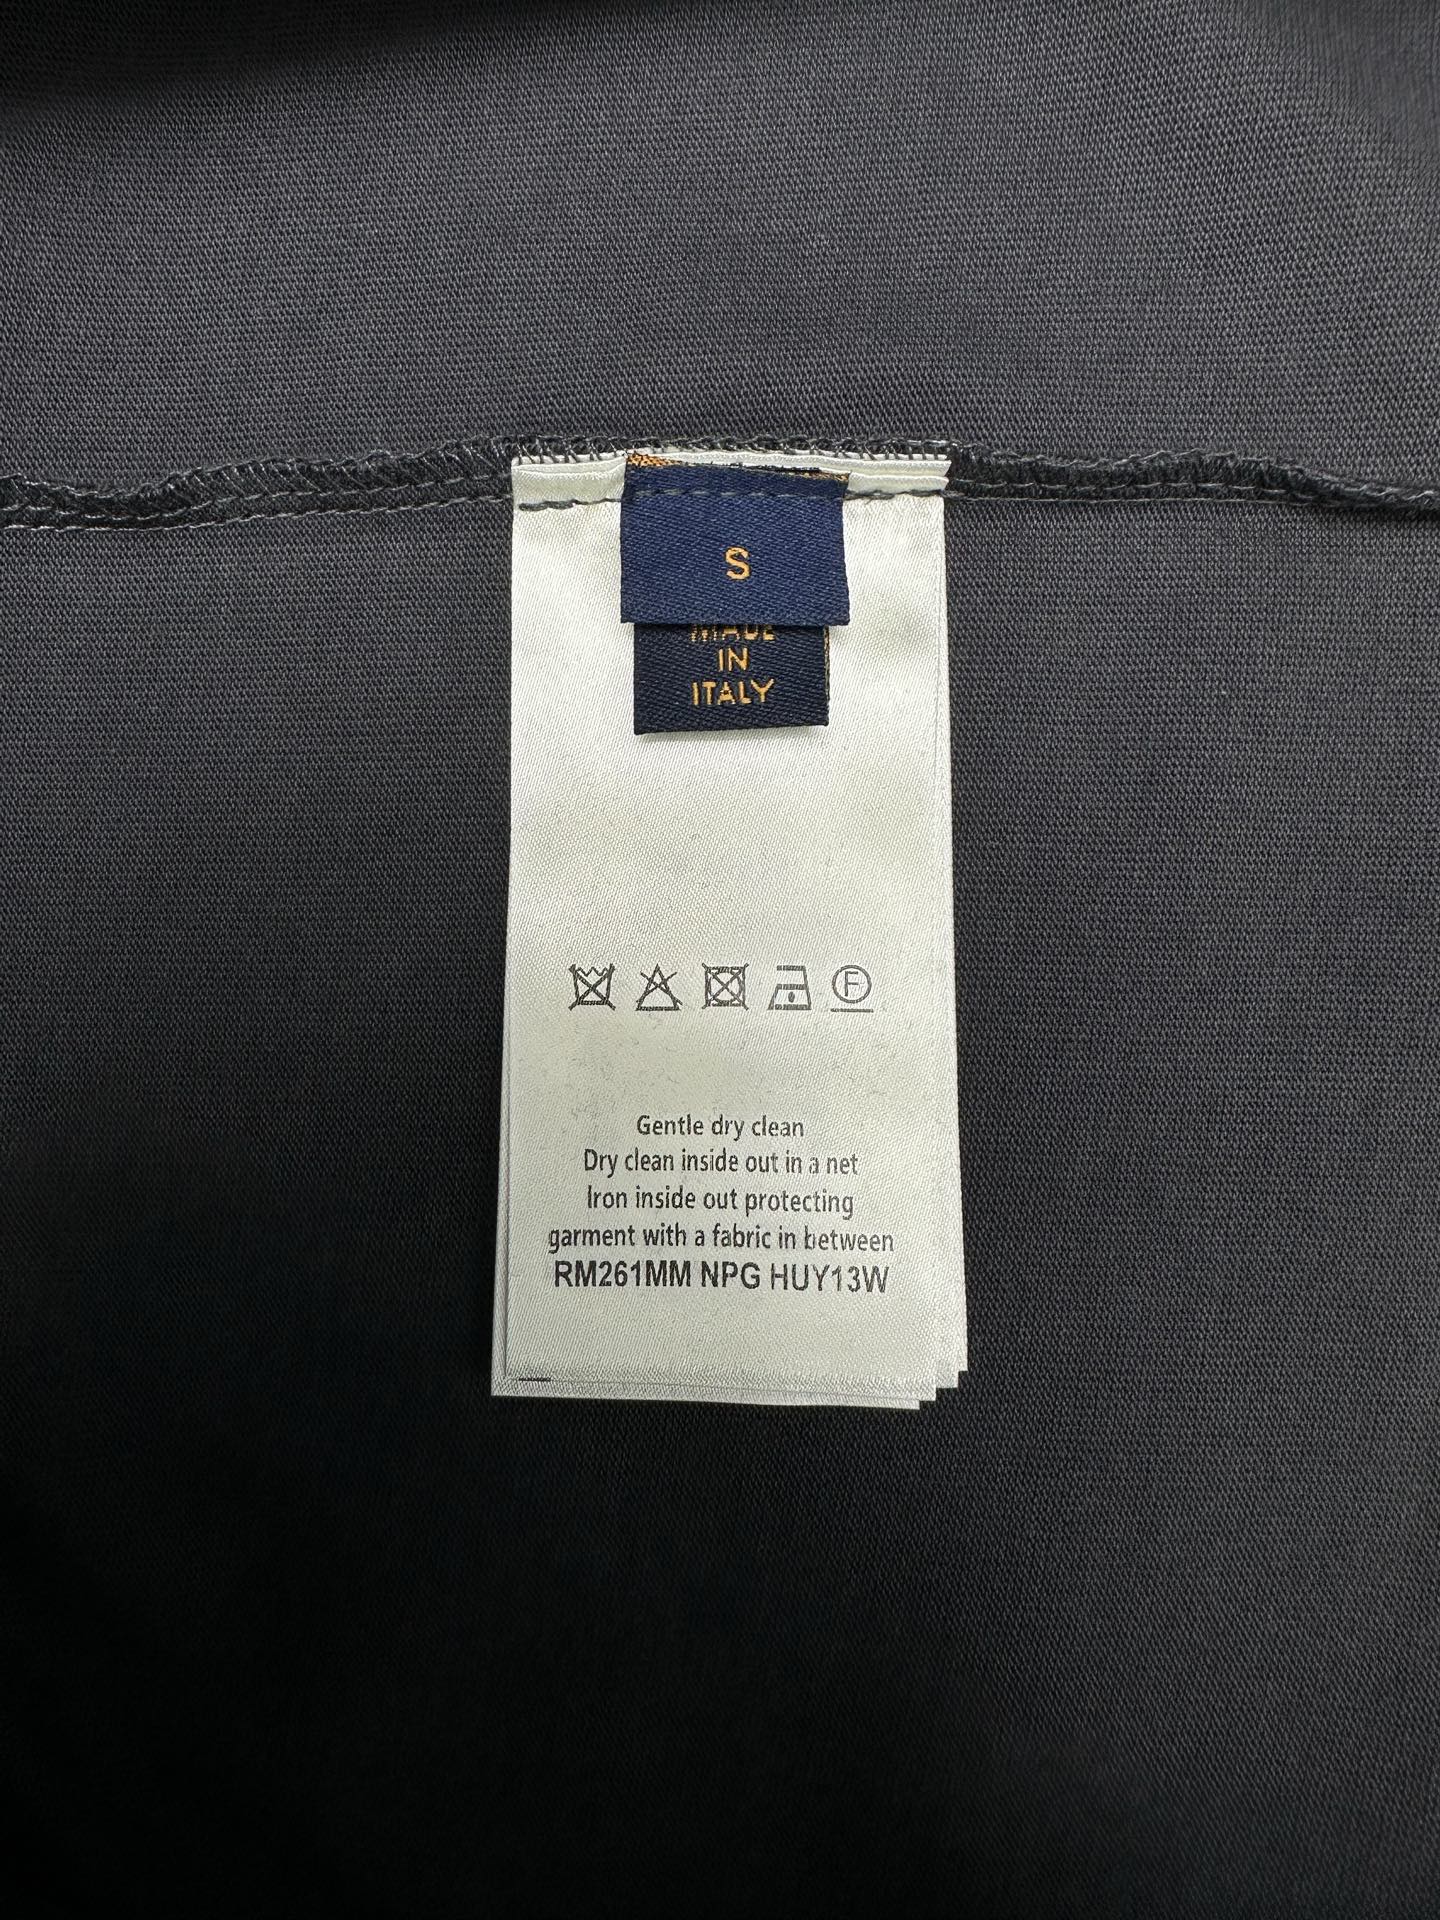 S
MADE
IN
ITALY
F
Gentle dry clean
Dry clean inside out in a net
Iron inside out protecting
garment with a fabric in between
RM261MM NPG HUY13W